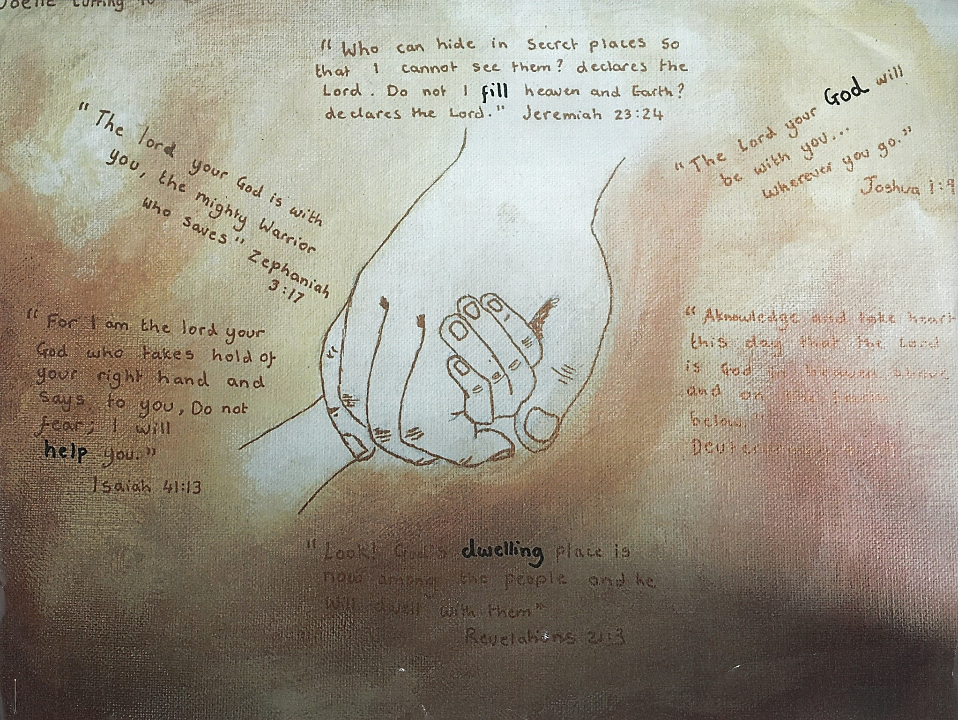 "Who can hide in Secret places So
that I cannot see them? declares the
Lord. Do not I fill heaven and Earth?
declares the Lord." Jeremiah 23:24
"The lord your God is with
you, the mighty Warrior
who saves" Zephaniah
3:17
"The Lord your God will
be with you...
wherever you go."
Joshua 1:9
"For I am the lord your
God who takes hold of
your right hand and
Says to you, Do not
fear; I will
help you."
Isaiah 41:13
"Aknowledge and take heart
this day that the Lord
is God in heaven above
and on
below.
"Look! God's dwelling place is
now among the people and he
Will dwell with them"
Revelations 21:3